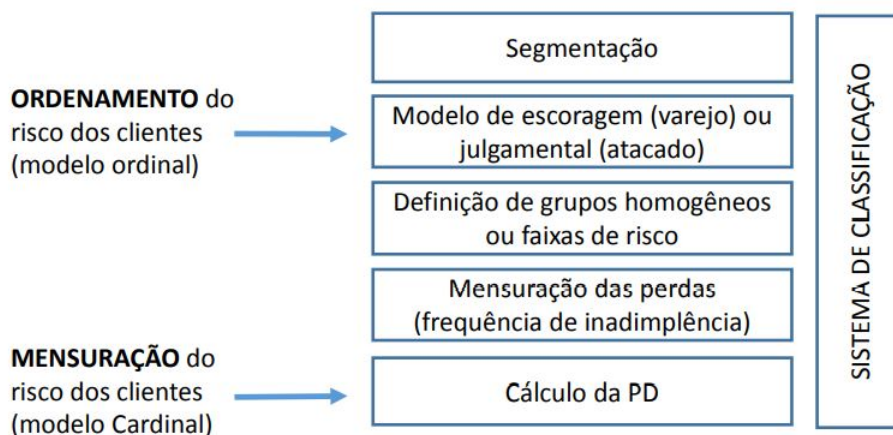 ORDENAMENTO do
risco dos clientes
(modelo ordinal)
MENSURAÇÃO do
risco dos clientes
(modelo Cardinal)
Segmentação
Modelo de escoragem (varejo) ou
julgamental (atacado)
Definição de grupos homogêneos
ou faixas de risco
Mensuração das perdas
(frequência de inadimplência)
Cálculo da PD
SISTEMA DE CLASSIFICAÇÃO